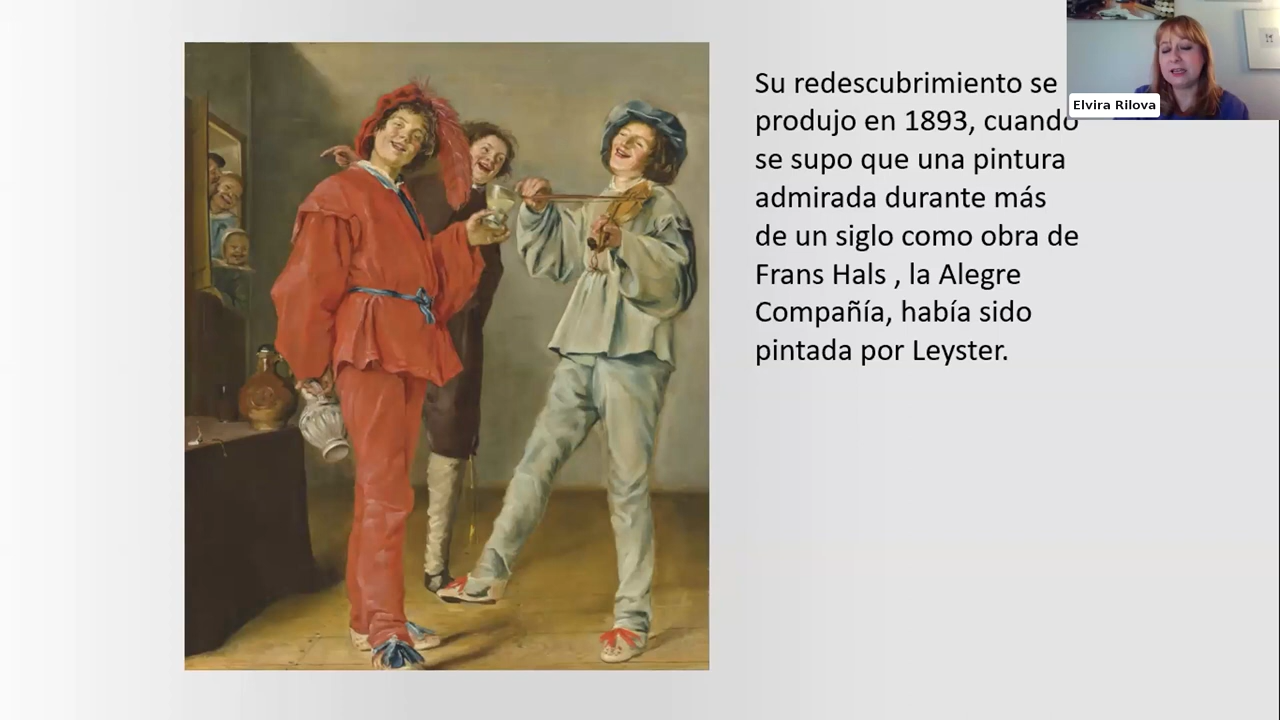 Su redescubrimiento se
produjo en 1893, cuando
se supo que una pintura
admirada durante más
de un siglo como obra de
Frans Hals , la Alegre
Compañía, había sido
pintada por Leyster.
Elvira Rilova